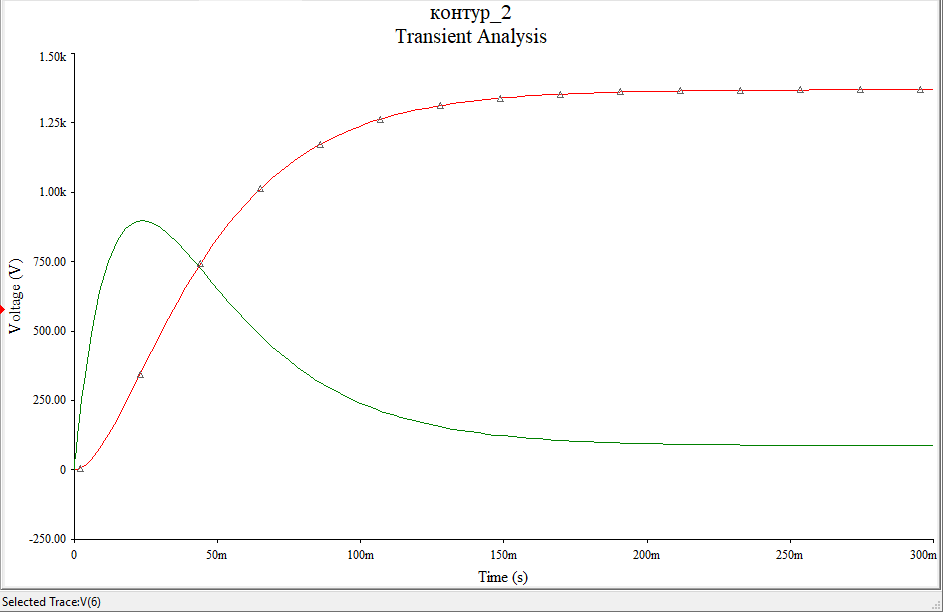 контур_2
Transient Analysis
1.50k
1.25k
1.00k
750.00
500.00
250.00
0
-250.00
Voltage (V)
0 50m 100m 150m 200m 250m 300m
Time (s)
Selected Trace:V(6)